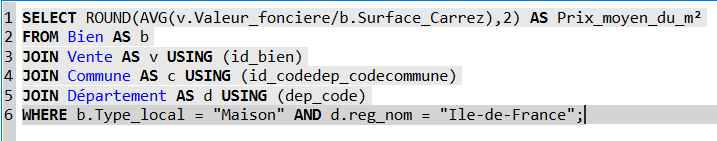 1 SELECT ROUND(AVG(v.Valeur_fonciere/b.Surface_Carrez),2) AS Prix_moyen_du_m²
2 FROM Bien AS b
3 JOIN Vente AS v USING (id_bien)
4 JOIN Commune AS c USING (id_codedep_codecommune)
5 JOIN Département AS d USING (dep_code)
6 WHERE b.Type_local = "Maison" AND d.reg_nom = "Ile-de-France";